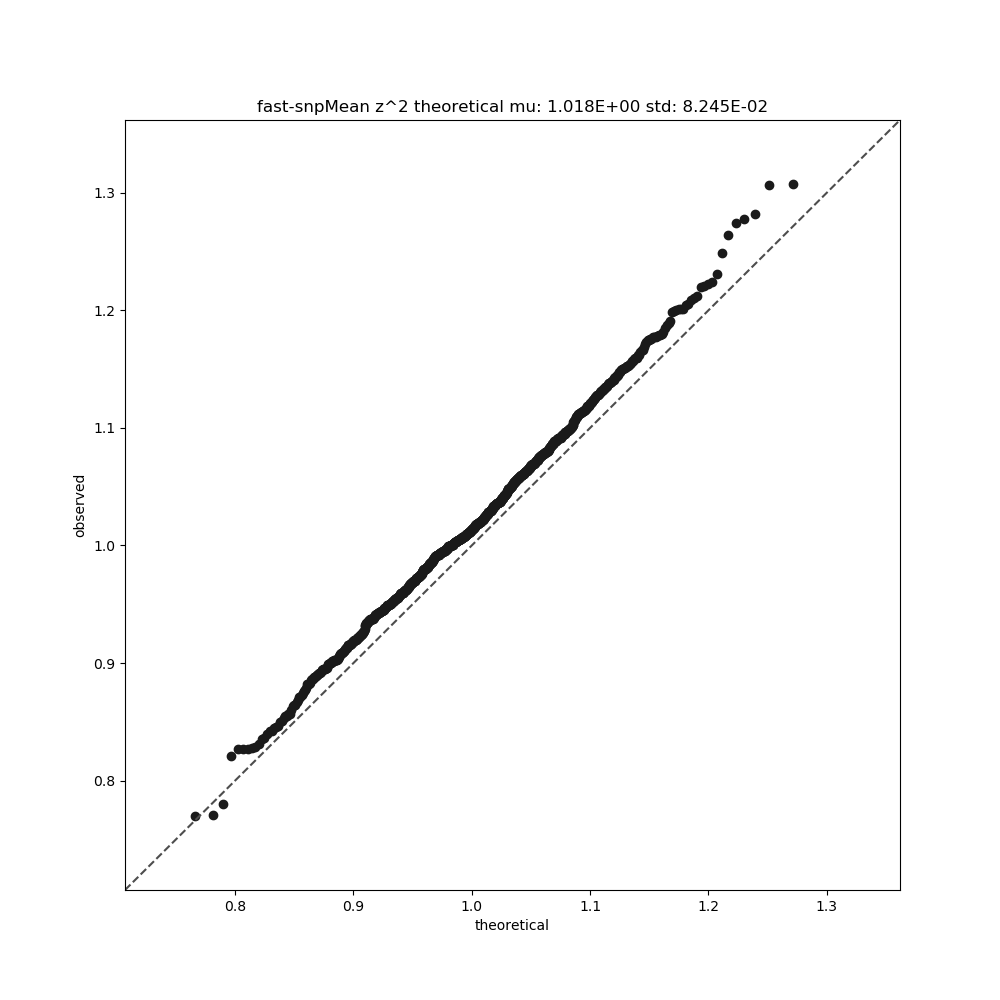 fast-snpMean z^2 theoretical mu: 1.018E+00 std: 8.245E-02
1.3
1.2
1.1
1.0
0.9
0.8
observed
0.8 0.9 1.0 1.1 1.2 1.3
theoretical